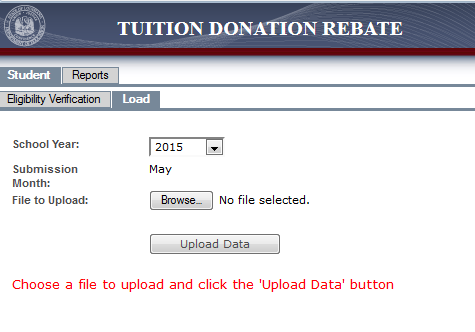 TUITION DONATION REBATE
Student Reports
Eligibility Verification Load
School Year: 2015
Submission Month: May
File to Upload: Browse... No file selected.
Upload Data
Choose a file to upload and click the 'Upload Data' button